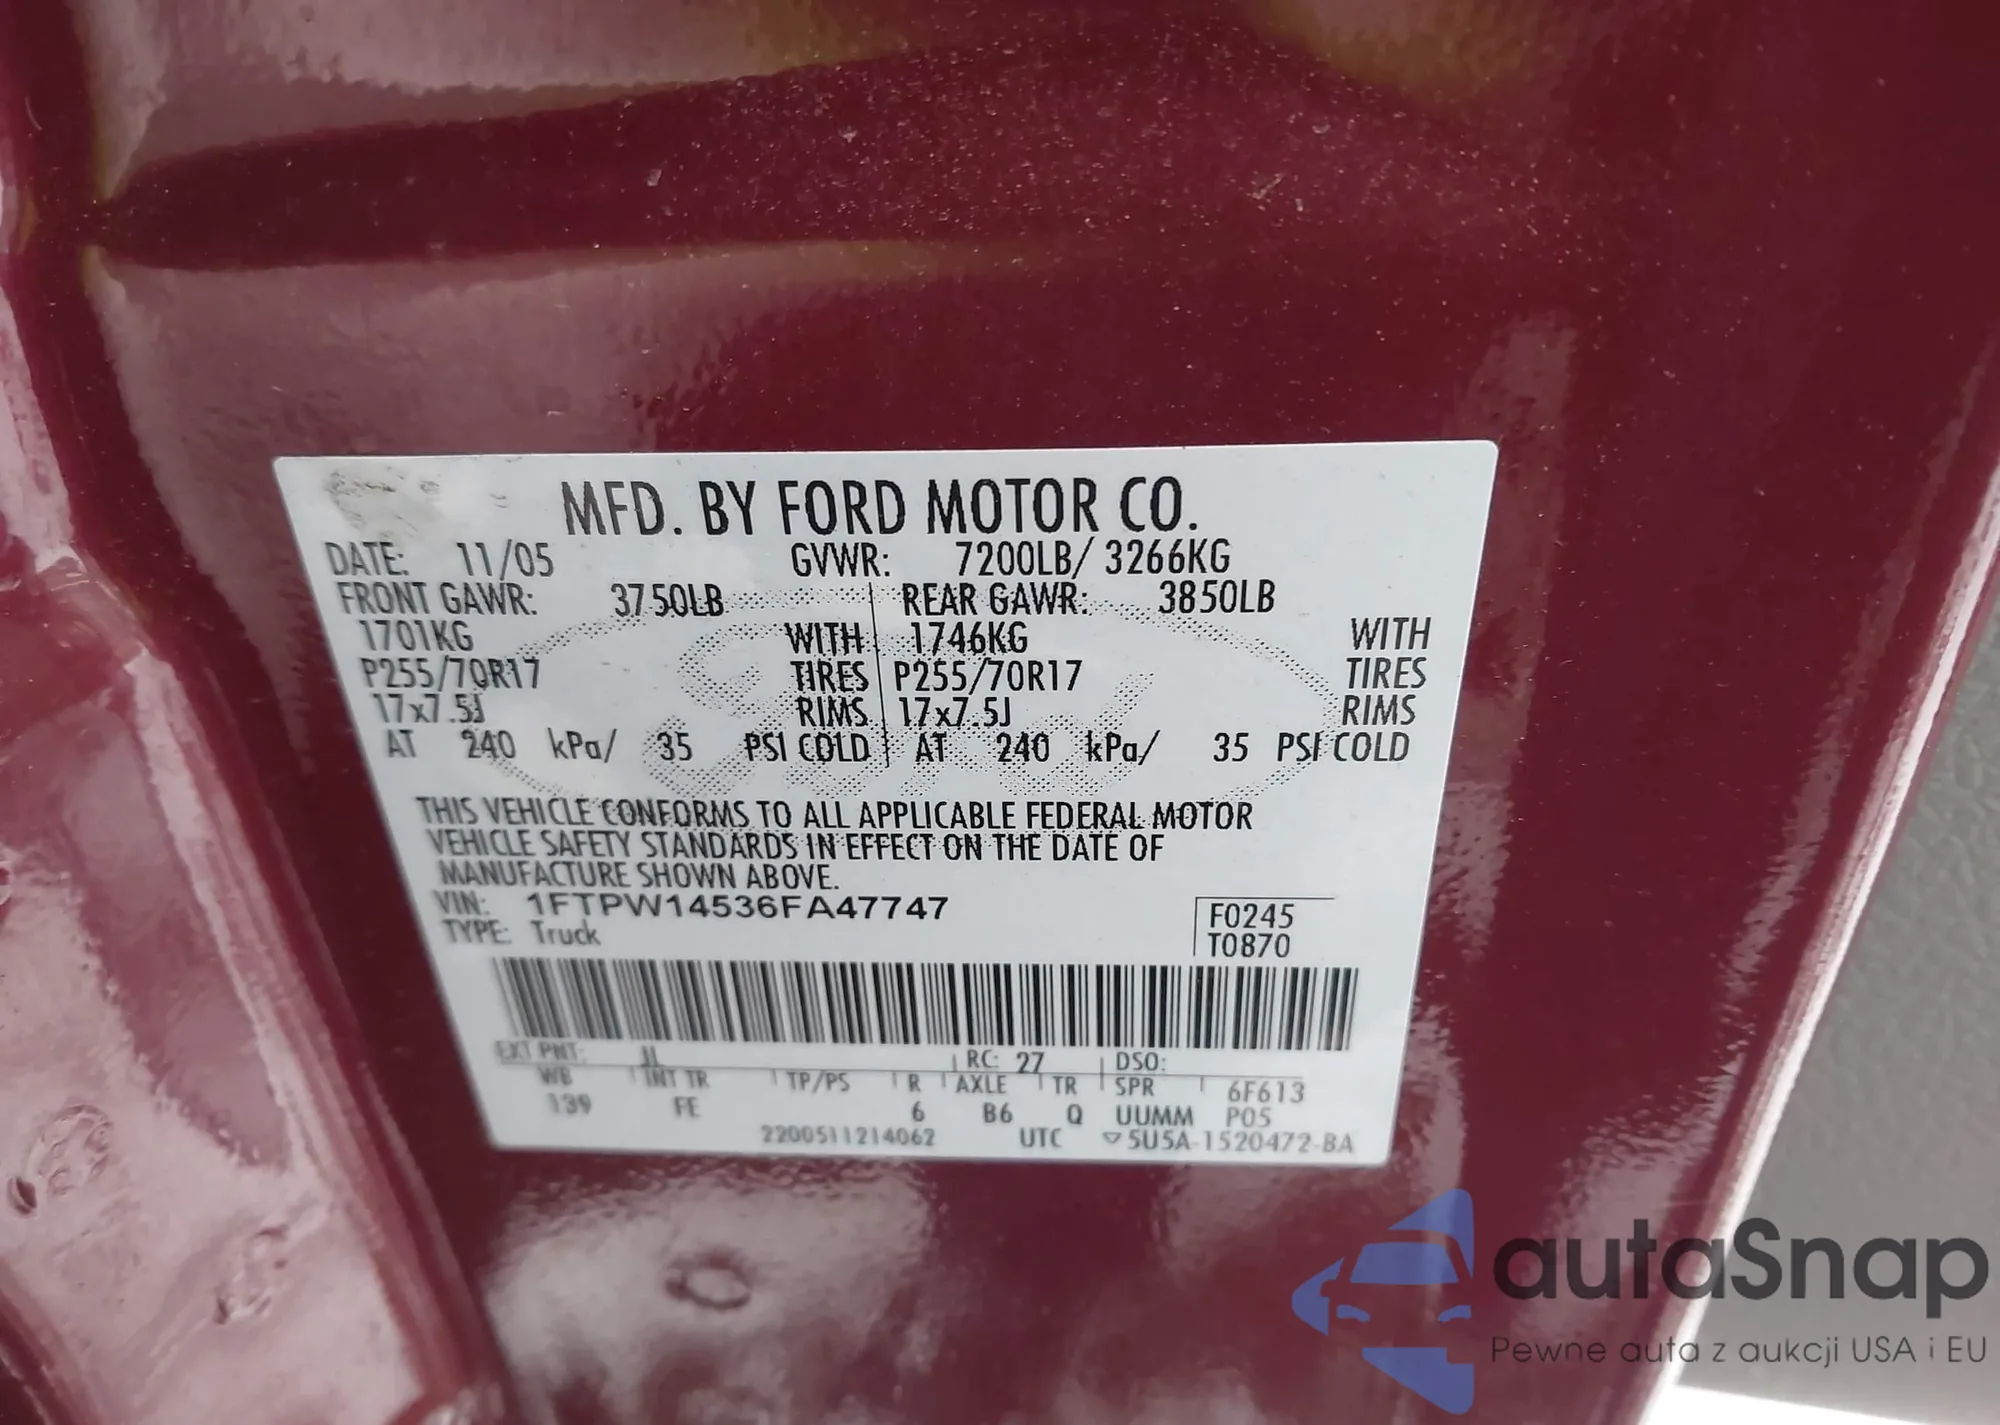 MFD. BY FORD MOTOR CO.
DATE: 11/05 GVWR: 7200LB/ 3266KG
FRONT GAWR: 3750LB REAR GAWR: 3850LB
1701KG WITH 1746KG WITH
P255/70R17 TIRES P255/70R17 TIRES
17x7.5J RIMS 17x7.5J RIMS
AT 240 kPa/ 35 PSI COLD AT 240 kPa/ 35 PSI COLD
THIS VEHICLE CONFORMS TO ALL APPLICABLE FEDERAL MOTOR
VEHICLE SAFETY STANDARDS IN EFFECT ON THE DATE OF
MANUFACTURE SHOWN ABOVE.
VIN: 1FTPW14536FA47747 F0245
TYPE: Truck T0870
EXT PNT: JL RC: 27 DSO:
WB INT TR TP/PS R AXLE TR SPR 6F613
139 FE 6 B6 Q UUMM P05
2200511214062 UTC ▽5U5A-1520472-BA
autaSnap
Pewne auta z aukcji USA i EU